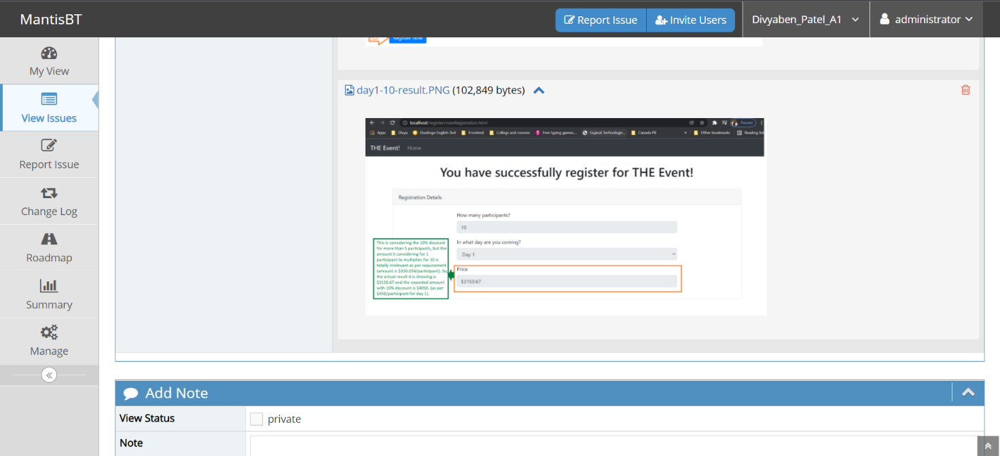 MantisBT
Report Issue
Invite Users
Divyaben_Patel_A1
administrator
My View
View Issues
Report Issue
Change Log
Roadmap
Summary
Manage
Register Now
day1-10-result.PNG (102,849 bytes)
localhost/register/viewRegistration.html
Paused
Apps
Divya
Duolingo English Test
Frontend
College and courses
Free typing games,...
Gujarat Technologic...
Canada PR
»
Other bookmarks
Reading list
THE Event!
Home
You have successfully register for THE Event!
Registration Details
How many participants?
10
In what day are you coming?
Day 1
Price
$3150.67
This is considering the 10% discount
for more than 5 participants, but the
amount it considering for 1
participant to multiplies for 10 is
totally irrelevant as per requirement
(amount is $350.074/participant). So
the actual result it is showing is
$3150.67 and the expected amount
with 10% discount is $4050. (as per
$450/participant for day 1).
Add Note
View Status
private
Note